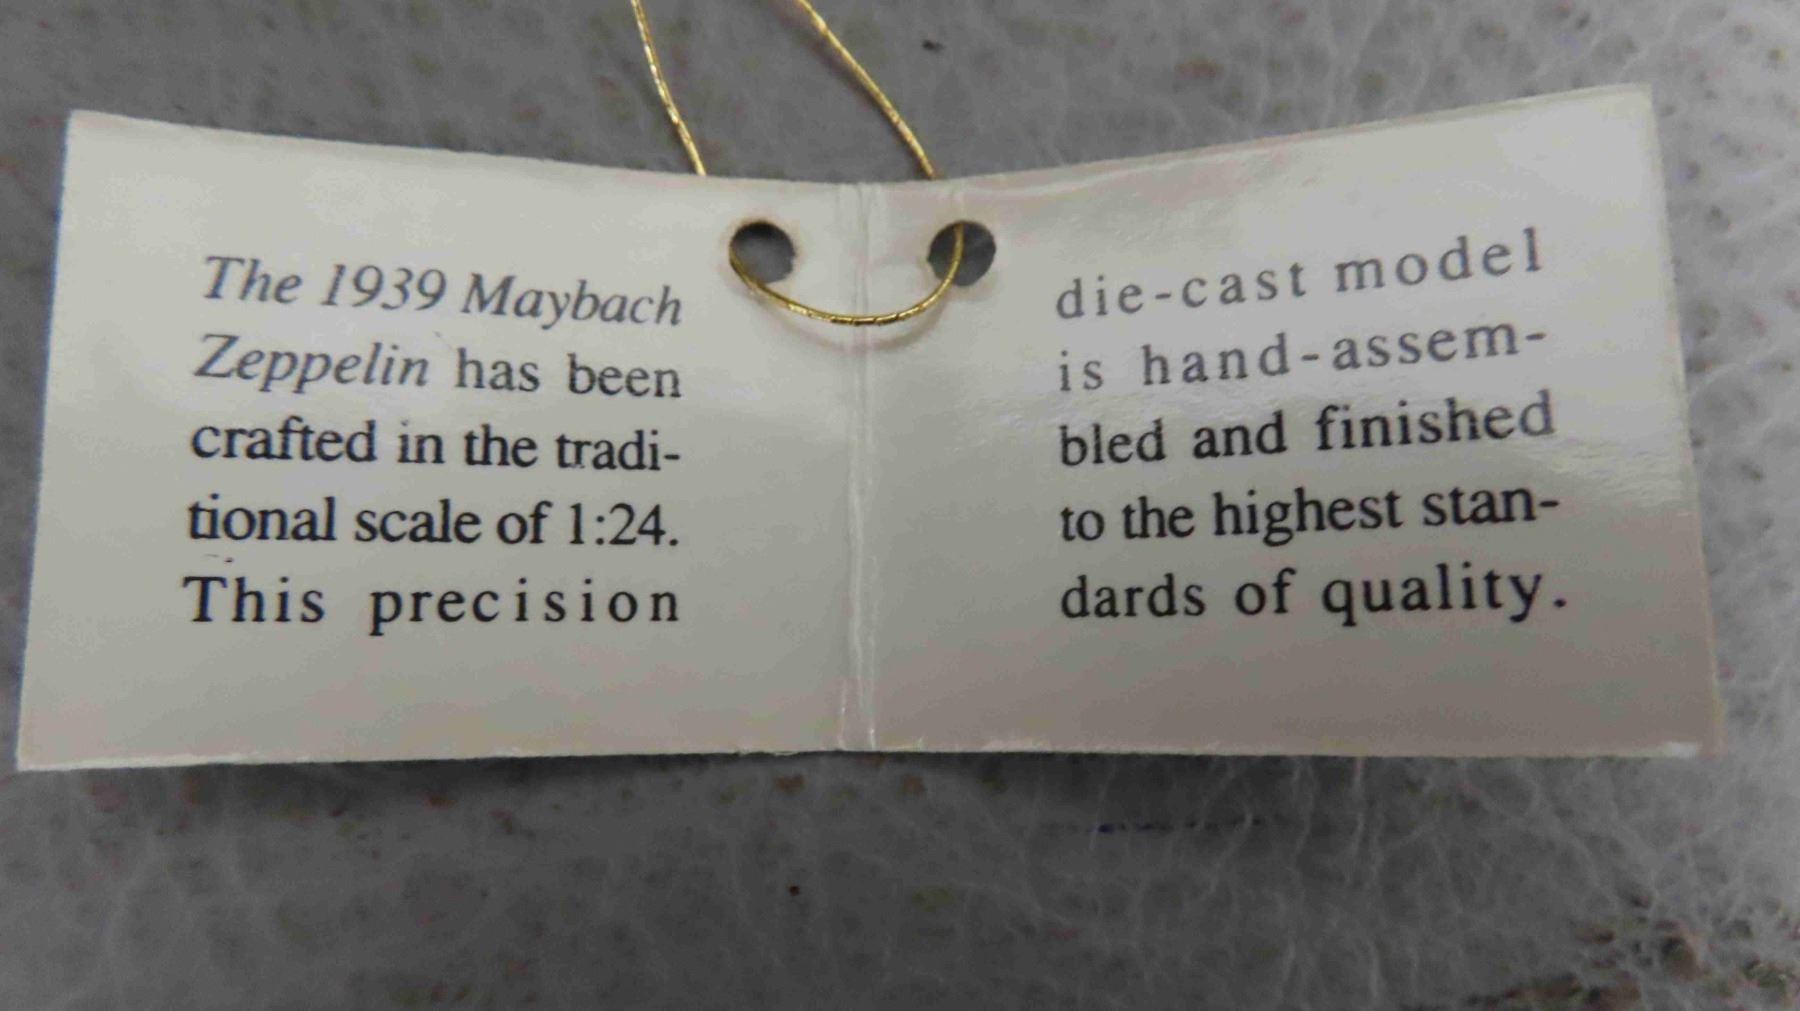 The 1939 Maybach
Zeppelin has been
crafted in the tradi-
tional scale of 1:24.
This precision
die-cast model
is hand-assem-
bled and finished
to the highest stan-
dards of quality.